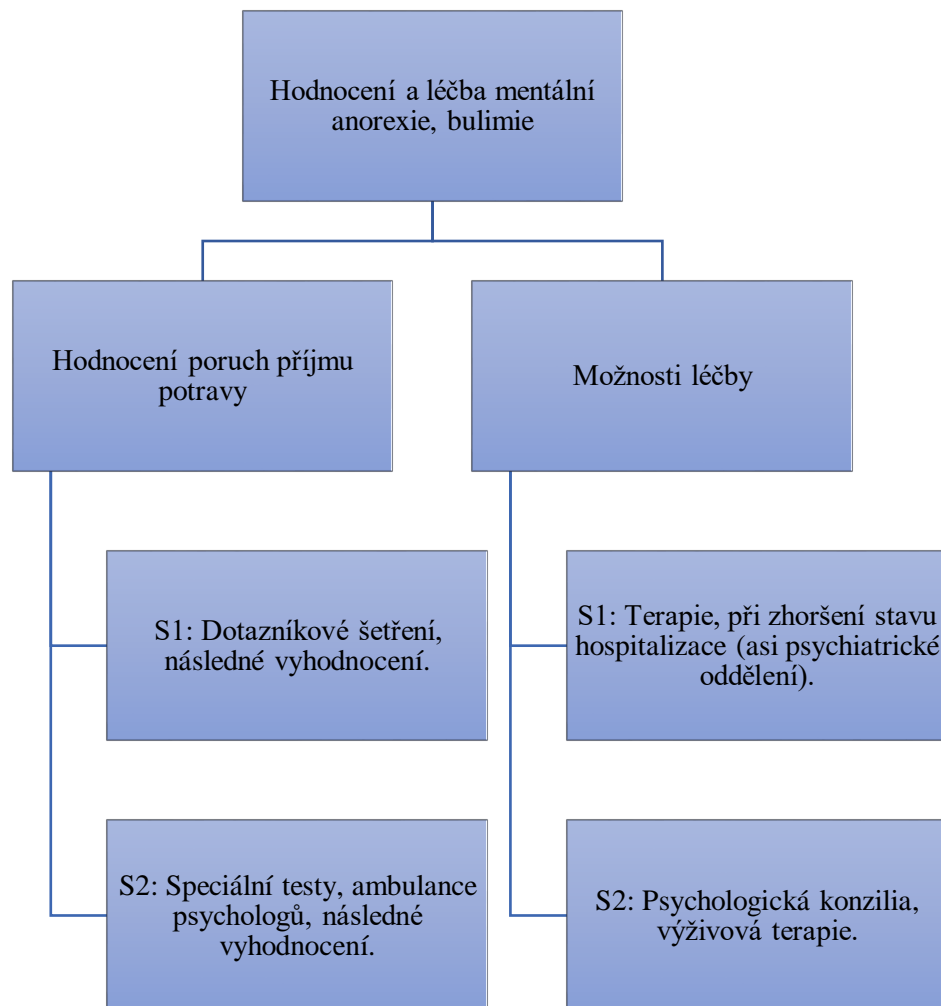 Hodnocení a léčba mentální
anorexie, bulimie
Hodnocení poruch příjmu
potravy
Možnosti léčby
S1: Dotazníkové šetření,
následné vyhodnocení.
S1: Terapie, při zhoršení stavu
hospitalizace (asi psychiatrické
oddělení).
S2: Speciální testy, ambulance
psychologů, následné
vyhodnocení.
S2: Psychologická konzilia,
výživová terapie.